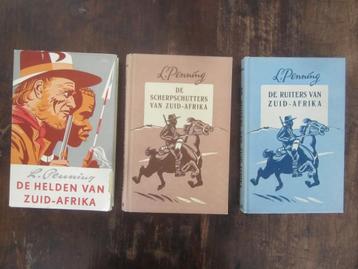 L. Penning
DE HELDEN VAN
ZUID-AFRIKA
L. Penning
DE
SCHERPSCHUTTERS
VAN ZUID-AFRIKA
L. Penning
DE RUITERS VAN
ZUID-AFRIKA